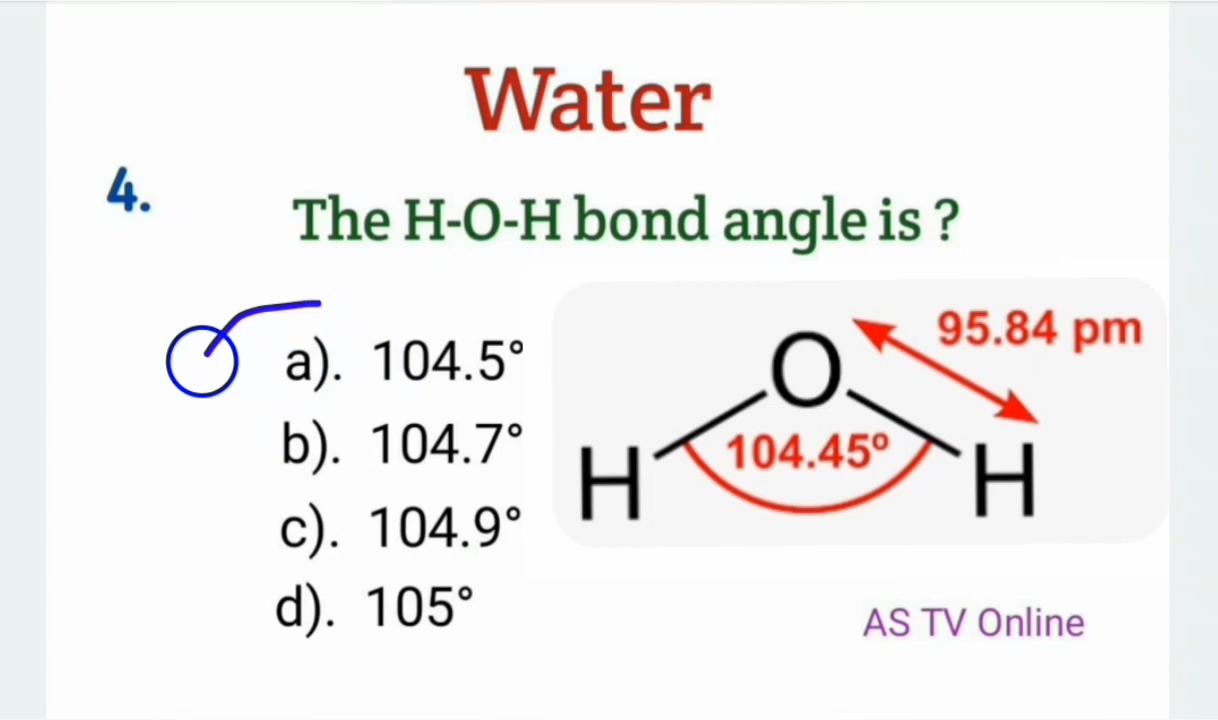 Water
4.
The H-O-H bond angle is ?
a). 104.5°
b). 104.7°
c). 104.9°
d). 105°
O
95.84 pm
104.45º
H
H
AS TV Online